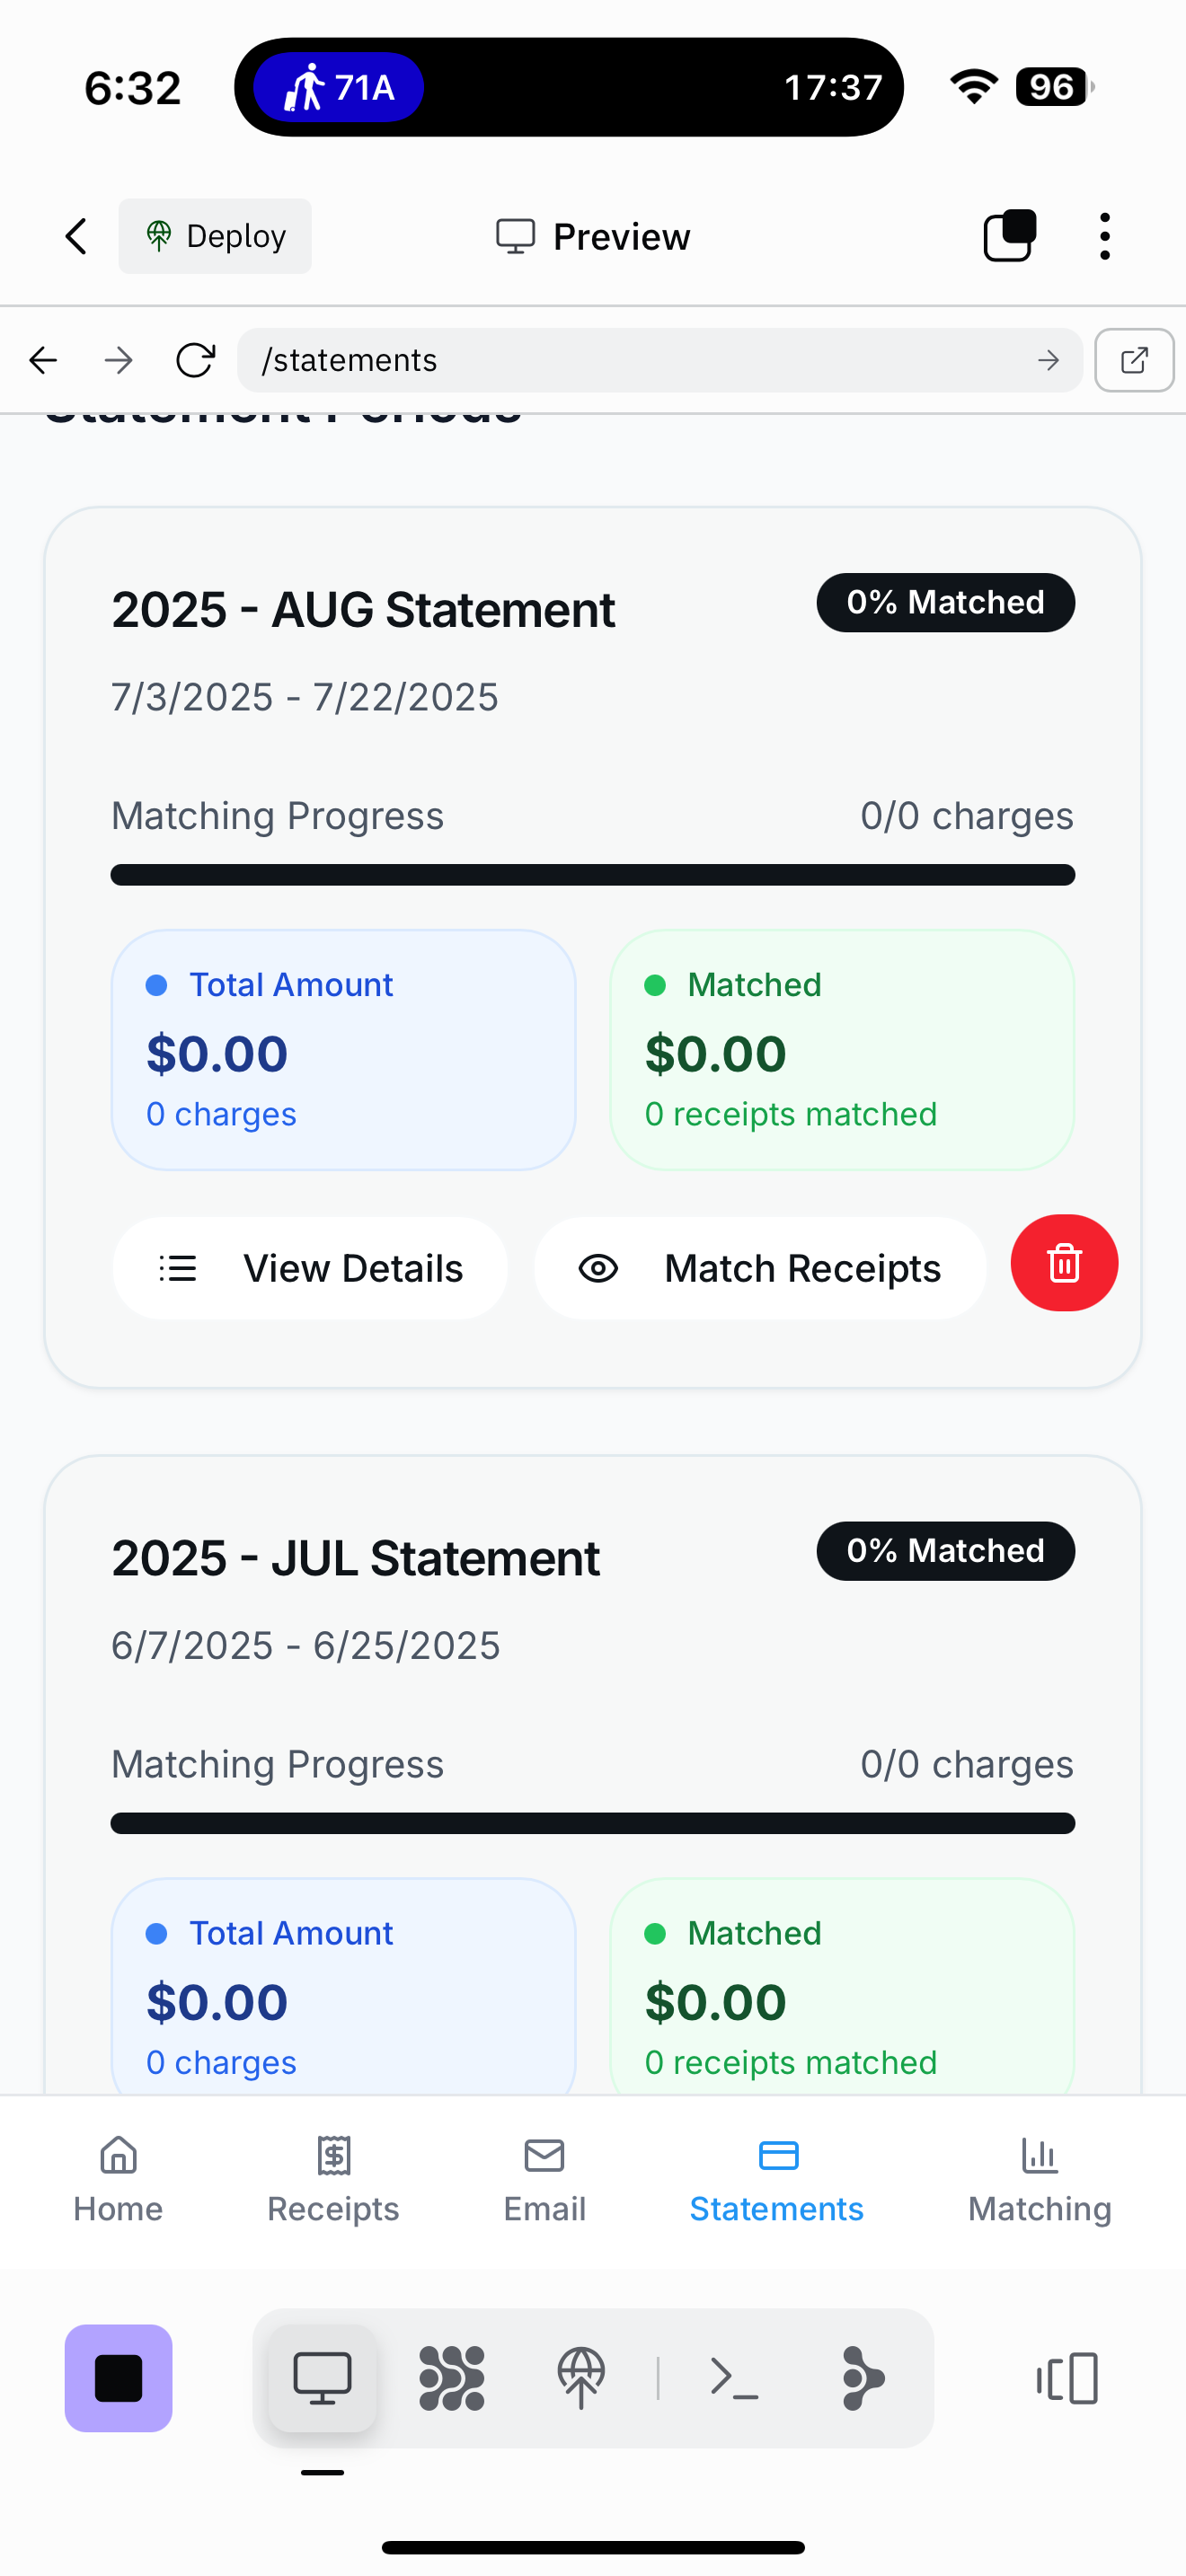 6:32
71A
17:37
96
Deploy
Preview
/statements
Statement Periods
2025 - AUG Statement
0% Matched
7/3/2025 - 7/22/2025
Matching Progress
0/0 charges
Total Amount
Matched
$0.00
$0.00
0 charges
0 receipts matched
View Details
Match Receipts
2025 - JUL Statement
0% Matched
6/7/2025 - 6/25/2025
Matching Progress
0/0 charges
Total Amount
Matched
$0.00
$0.00
0 charges
0 receipts matched
Home
Receipts
Email
Statements
Matching